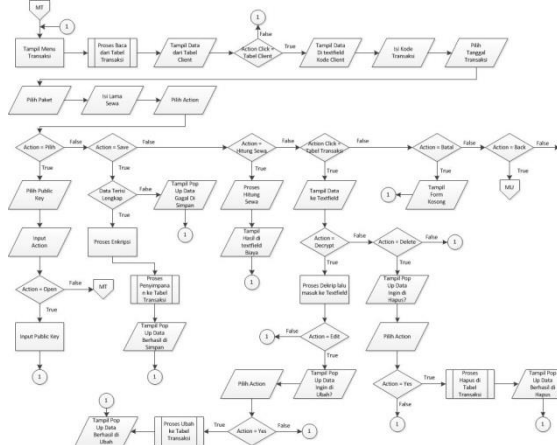 MT
1
1
Tampil Menu
Transaksi
Proses Baca
dari Tabel
Transaksi
Tampil Data
dari Tabel
Client
Action Click =
Tabel Client
False
True
Tampil Data
Di textfield
Kode Client
Isi Kode
Transaks
Pilih
Tanggal
Transaksi
Pilih Paket
Isi Lama
Sewa
Pilih Action
Action = Pilih
False
Action = Save
False
Action =
Hitung Sewa
False
Action Click =
Tabel Transaksi
False
Action = Batal
False
Action = Back
False
True
True
True
True
True
True
Pilih Public
Key
Data Terisi
Lengkap
False
Tampil Pop
Up Data
Gagal Di
Simpan
Proses
Hitung
Sewa
Tampil Data
ke Textfield
1
Tampil
Form
Kosong
MU
Input
Action
True
1
Proses Enkripsi
Tampil
Hasil di
textfield
Biaya
Action =
Decrypt
False
Action = Delete
False
1
True
True
Action = Open
False
MT
True
Proses
Penyimpana
n ke Tabel
Transaksi
1
Proses Dekrip lalu
masuk ke Textfield
Tampil Pop
Up Data
Ingin di
Hapus?
Input Public Key
Tampil Pop
Up Data
Berhasil di
Simpan
1
False
Action = Edit
Pilih Action
1
1
True
Pilih Action
Tampil Pop
Up Data
Ingin di
Ubah?
Action = Yes
True
Proses
Hapus di
Tabel
Transaksi
Tampil Pop
Up Data
Berhasil di
Hapus
False
1
1
1
Tampil Pop
Up Data
Berhasil di
Ubah
Proses Ubah
ke Tabel
Transaksi
True
Action = Yes
False
1